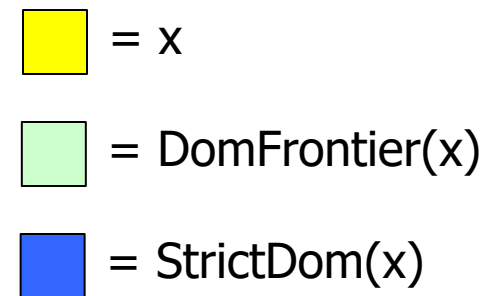 = x
= DomFrontier(x)
= StrictDom(x)